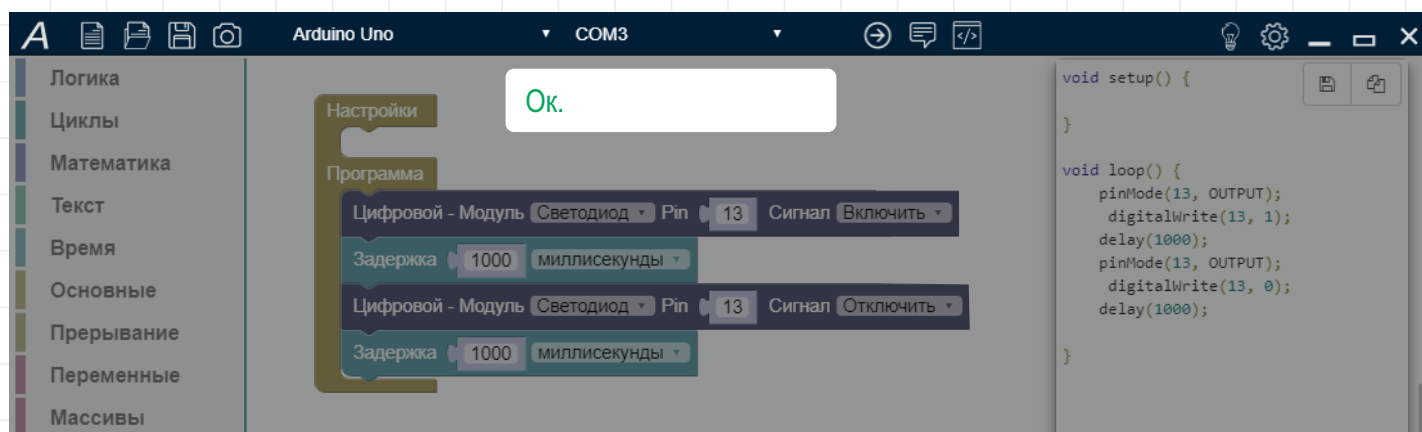 A Arduino Uno COM3
Логика
Циклы
Математика
Текст
Время
Основные
Прерывание
Переменные
Массивы
Ок.
Настройки
Программа
Цифровой - Модуль Светодиод Pin 13 Сигнал Включить
Задержка 1000 миллисекунды
Цифровой - Модуль Светодиод Pin 13 Сигнал Отключить
Задержка 1000 миллисекунды
void setup() {
}
void loop() {
pinMode(13, OUTPUT);
digitalWrite(13, 1);
delay(1000);
pinMode(13, OUTPUT);
digitalWrite(13, 0);
delay(1000);
}